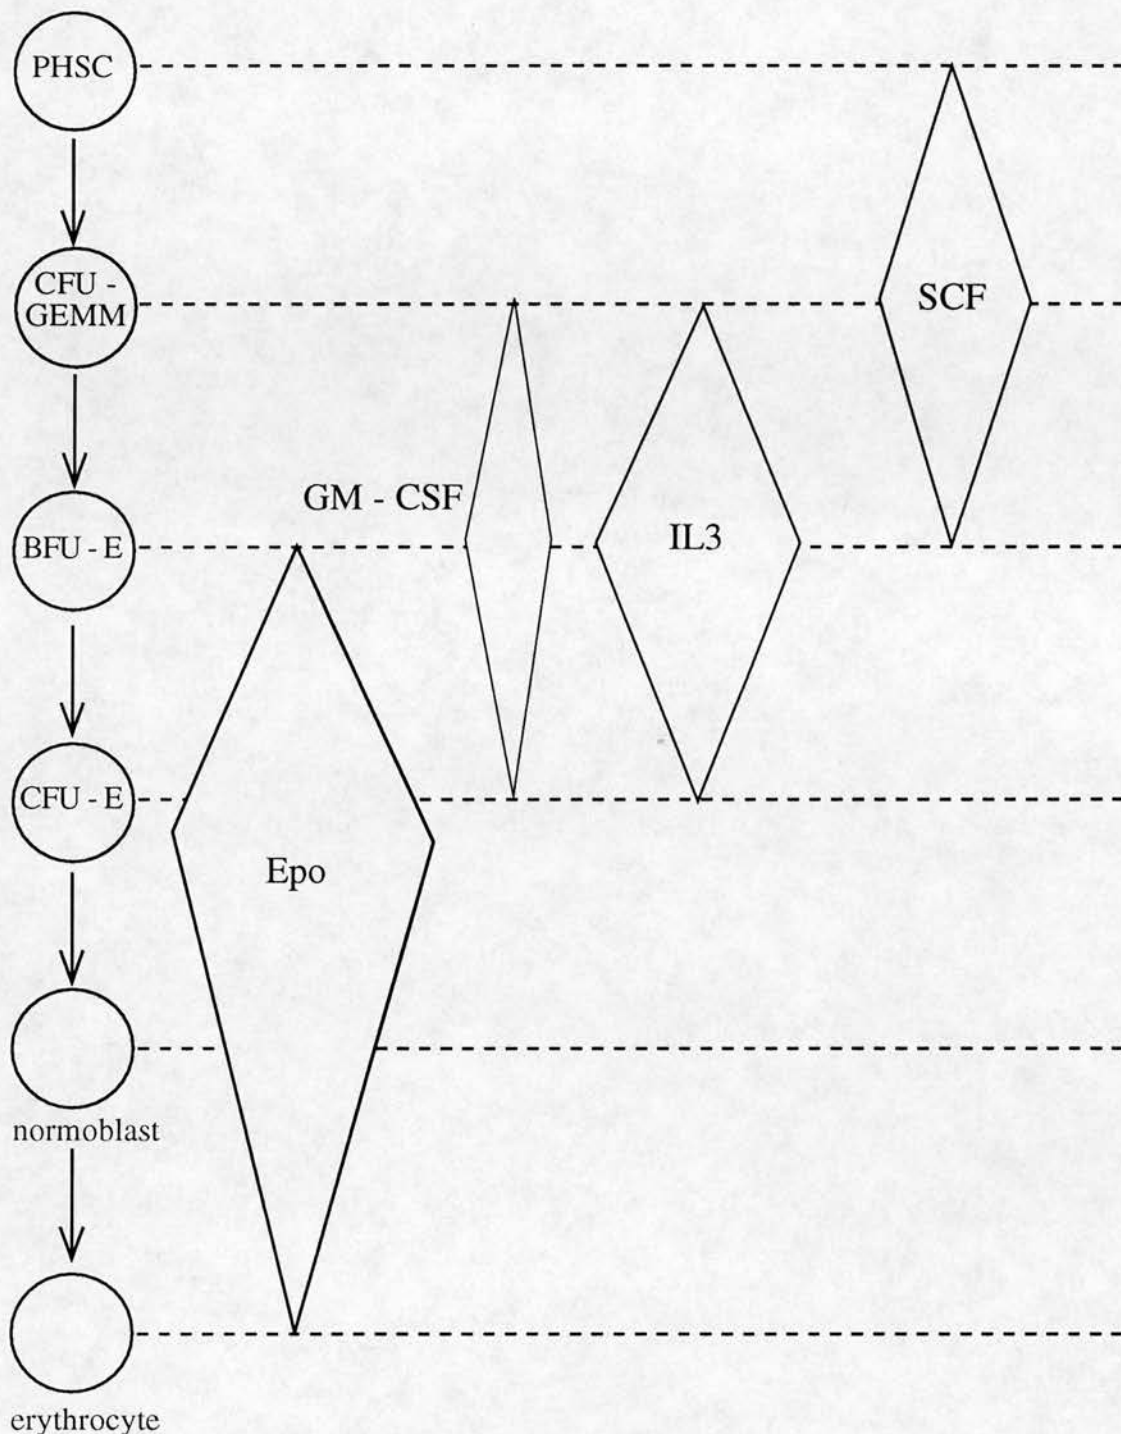 PHSC
CFU -
GEMM
SCF
GM - CSF
BFU - E
IL3
CFU - E
Epo
normoblast
erythrocyte